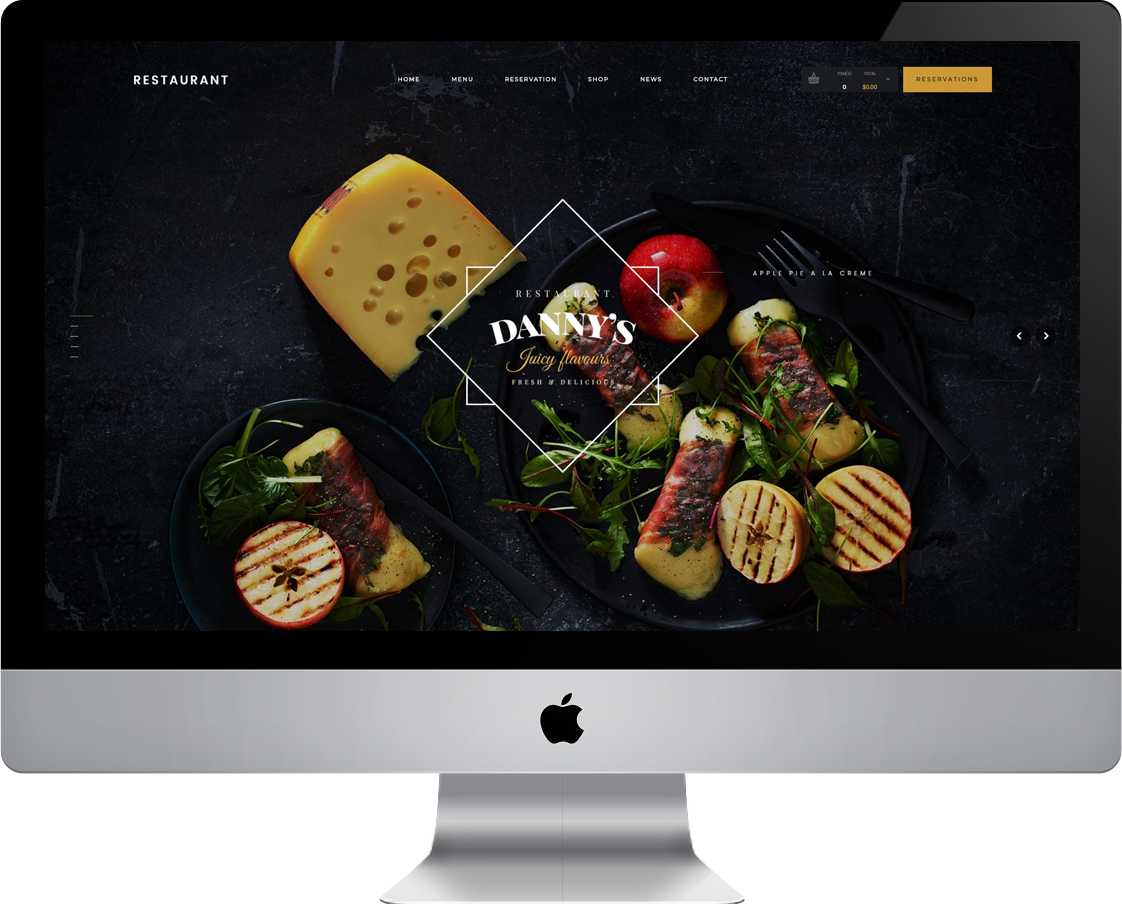 RESTAURANT
HOME MENU RESERVATION SHOP NEWS CONTACT
ITEM(S) TOTAL
0 $0.00
RESERVATIONS
APPLE PIE A LA CREME
RESTAURANT
DANNY'S
Juicy flavours
FRESH & DELICIOUS